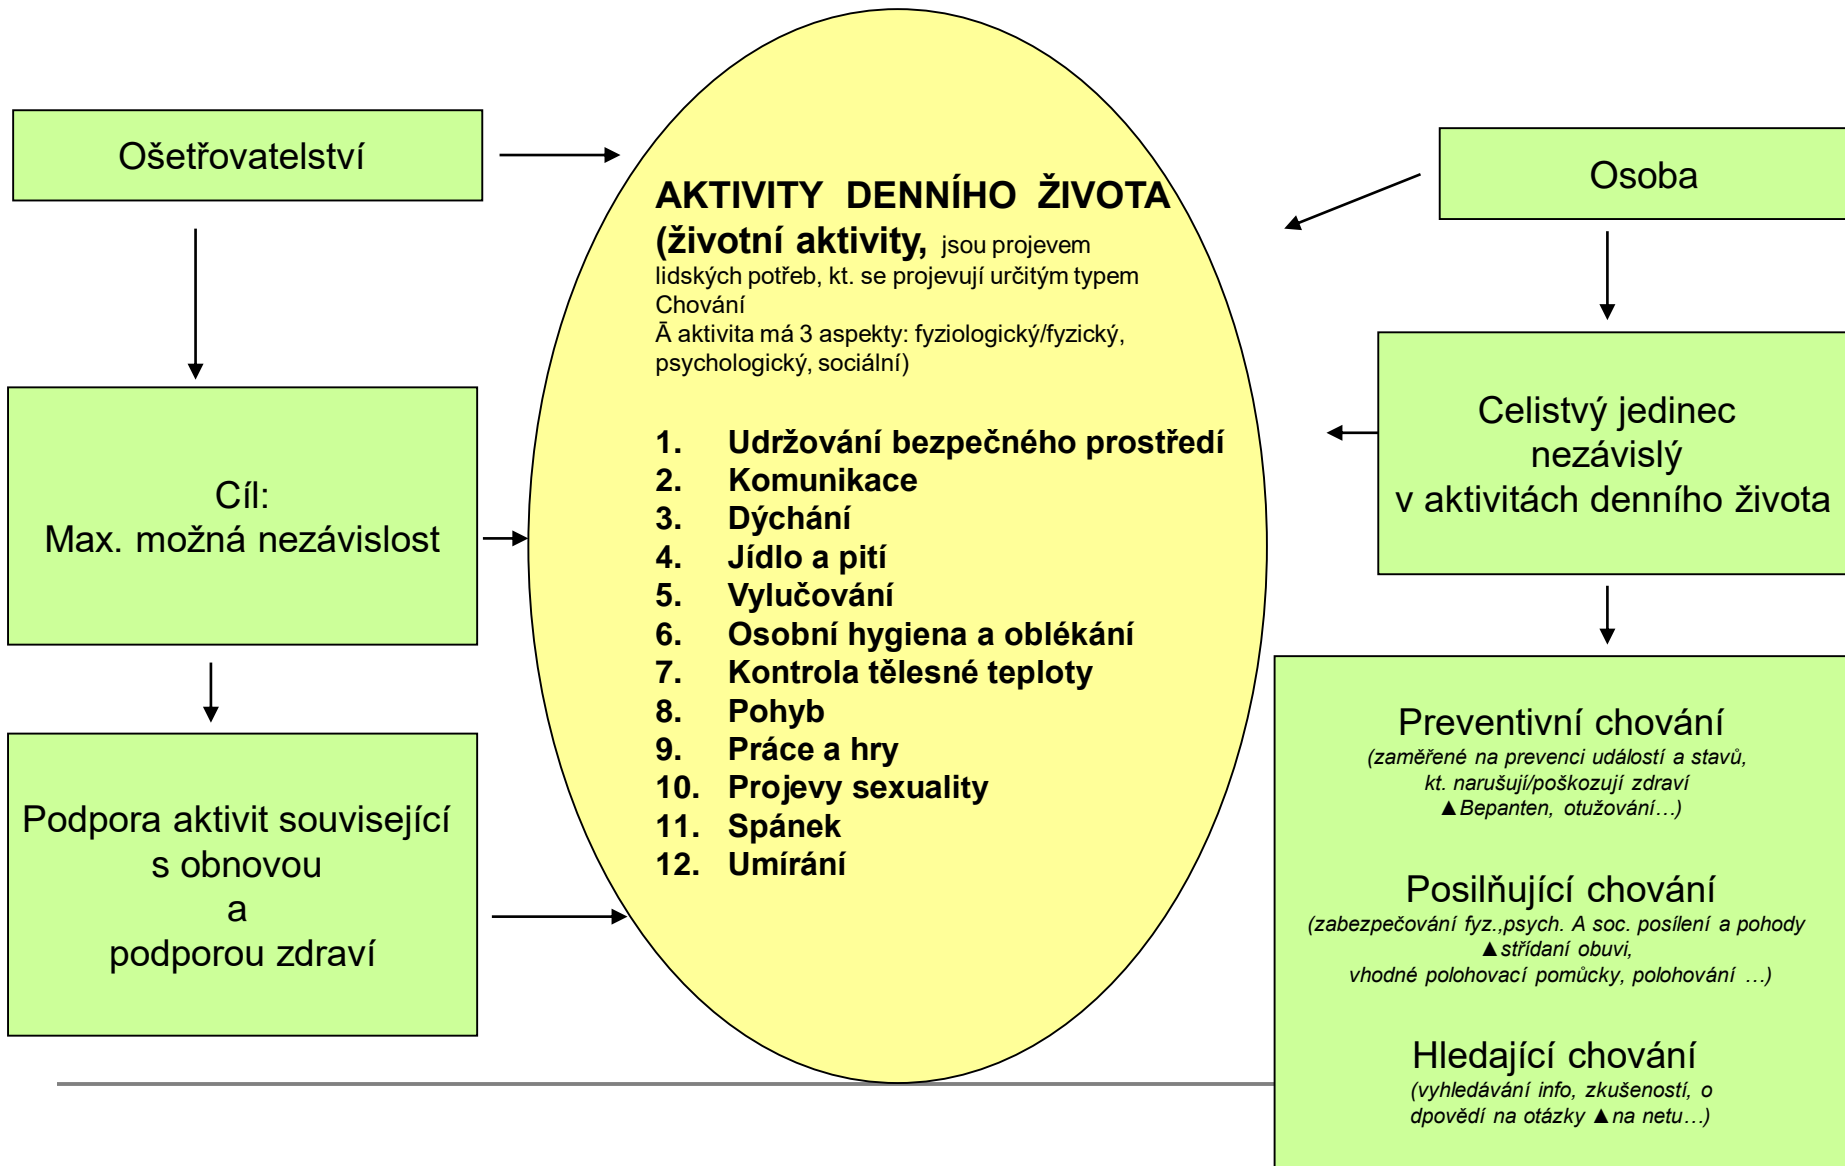 Ošetřovatelství
Cíl:
Max. možná nezávislost
Podpora aktivit související
s obnovou
a
podporou zdraví
AKTIVITY DENNÍHO ŽIVOTA
(životní aktivity, jsou projevem
lidských potřeb, kt. se projevují určitým typem
Chování
Ā aktivita má 3 aspekty: fyziologický/fyzický,
psychologický, sociální)
1. Udržování bezpečného prostředí
2. Komunikace
3. Dýchání
4. Jídlo a pití
5. Vylučování
6. Osobní hygiena a oblékání
7. Kontrola tělesné teploty
8. Pohyb
9. Práce a hry
10. Projevy sexuality
11. Spánek
12. Umírání
Osoba
Celistvý jedinec
nezávislý
v aktivitách denního života
Preventivní chování
(zaměřené na prevenci událostí a stavů,
kt. narušují/poškozují zdraví
▲Bepanten, otužování…)
Posilňující chování
(zabezpečování fyz.,psych. A soc. posílení a pohody
▲střídaní obuvi,
vhodné polohovací pomůcky, polohování …)
Hledající chování
(vyhledávání info, zkušeností, o
dpovědí na otázky ▲na netu…)